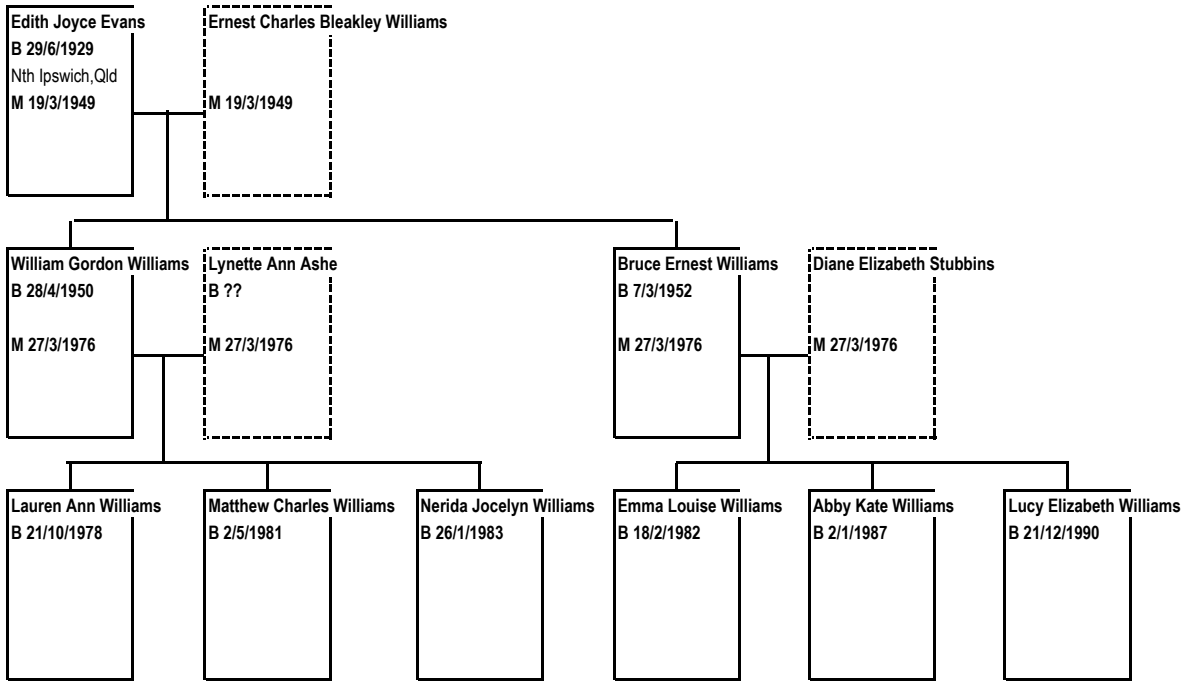 Edith Joyce Evans
B 29/6/1929
Nth Ipswich,Qld
M 19/3/1949
Ernest Charles Bleakley Williams
M 19/3/1949
William Gordon Williams
B 28/4/1950
M 27/3/1976
Lynette Ann Ashe
B ??
M 27/3/1976
Bruce Ernest Williams
B 7/3/1952
M 27/3/1976
Diane Elizabeth Stubbins
M 27/3/1976
Lauren Ann Williams
B 21/10/1978
Matthew Charles Williams
B 2/5/1981
Nerida Jocelyn Williams
B 26/1/1983
Emma Louise Williams
B 18/2/1982
Abby Kate Williams
B 2/1/1987
Lucy Elizabeth Williams
B 21/12/1990